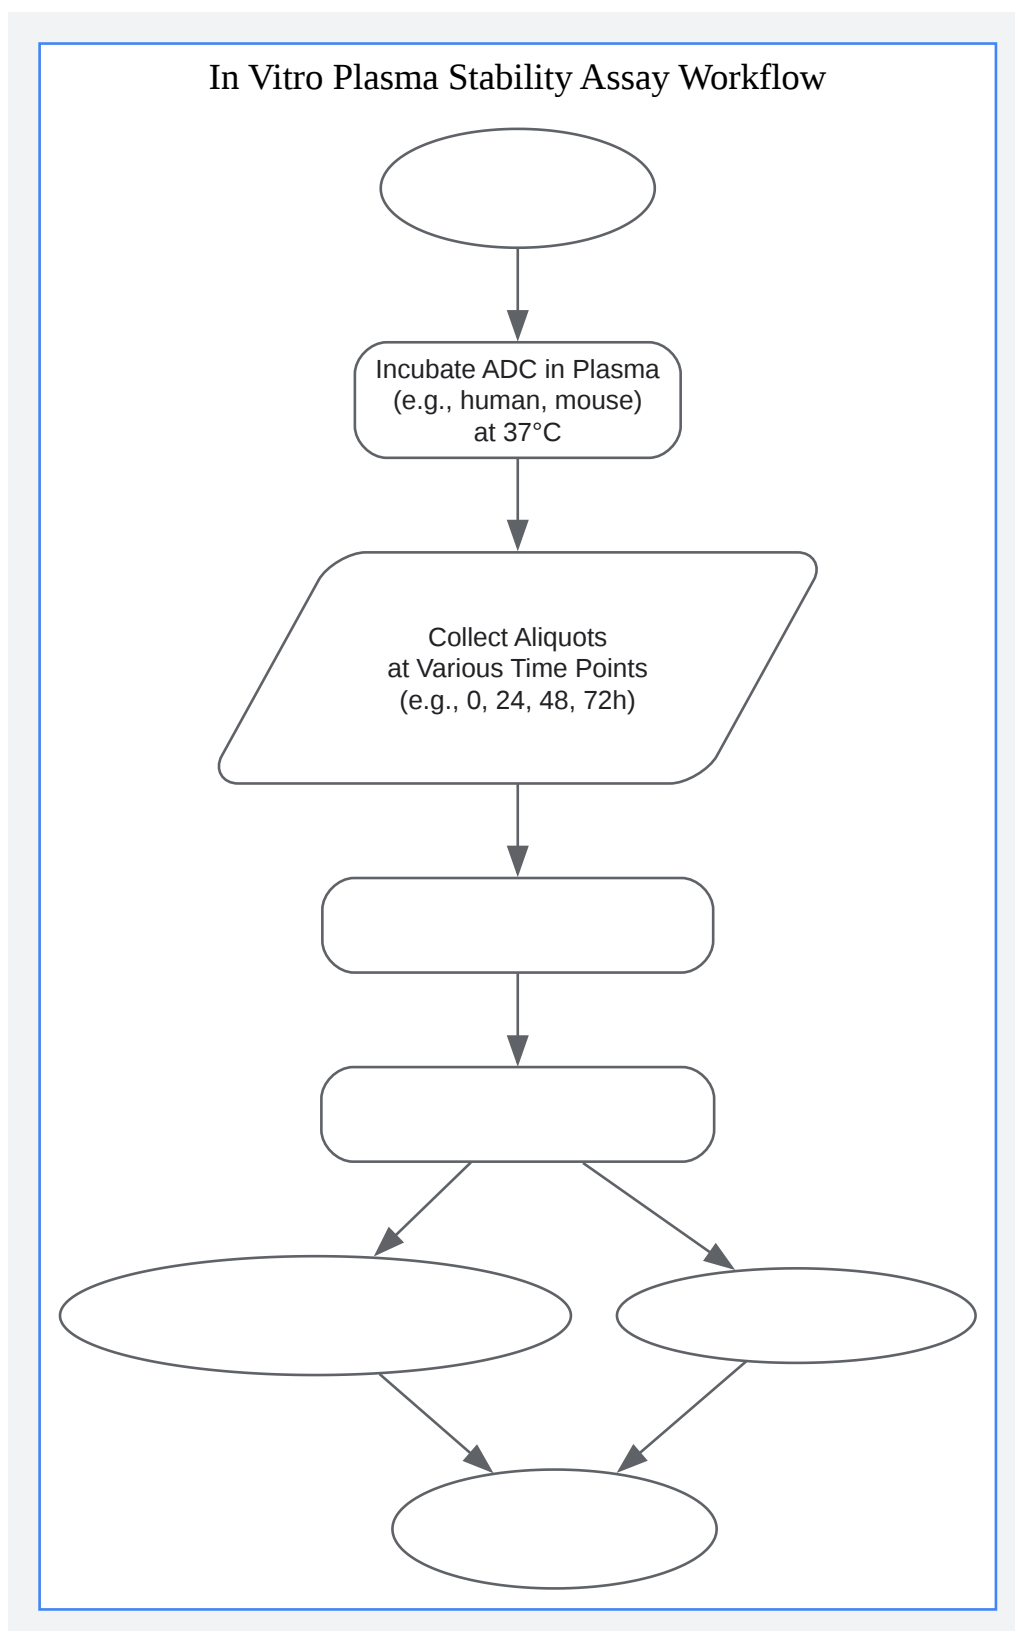 In Vitro Plasma Stability Assay Workflow
Incubate ADC in Plasma
(e.g., human, mouse)
at 37°C
Collect Aliquots
at Various Time Points
(e.g., 0, 24, 48, 72h)